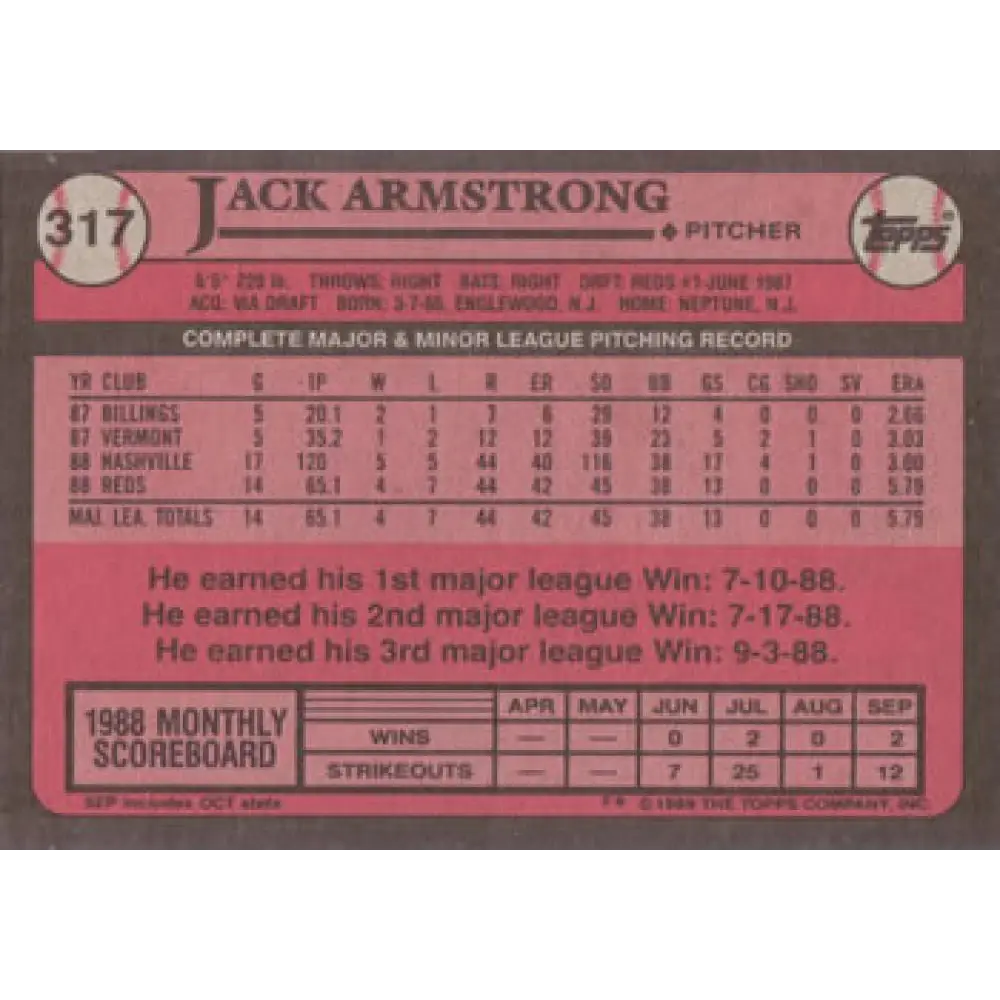 317
JACK ARMSTRONG
♦ PITCHER
TOPPS®
6'5" 220 lb. THROWS: RIGHT BATS: RIGHT DRFT: REDS #1-JUNE 1987
ACQ: VIA DRAFT BORN: 3-7-65, ENGLEWOOD, N.J. HOME: NEPTUNE, N.J.
COMPLETE MAJOR & MINOR LEAGUE PITCHING RECORD
YR CLUB G IP W L R ER SO BB GS CG SHO SV ERA
87 BILLINGS 5 20.1 2 1 7 6 29 12 4 0 0 0 2.66
87 VERMONT 5 35.2 1 2 12 12 39 23 5 2 1 0 3.03
88 NASHVILLE 17 120 5 5 44 40 116 38 17 4 1 0 3.00
88 REDS 14 65.1 4 7 44 42 45 38 13 0 0 0 5.79
MAJ. LEA. TOTALS 14 65.1 4 7 44 42 45 38 13 0 0 0 5.79
He earned his 1st major league Win: 7-10-88.
He earned his 2nd major league Win: 7-17-88.
He earned his 3rd major league Win: 9-3-88.
1988 MONTHLY SCOREBOARD
APR MAY JUN JUL AUG SEP
WINS — — 0 2 0 2
STRIKEOUTS — — 7 25 1 12
SEP includes OCT stats
© 1989 THE TOPPS COMPANY, INC.